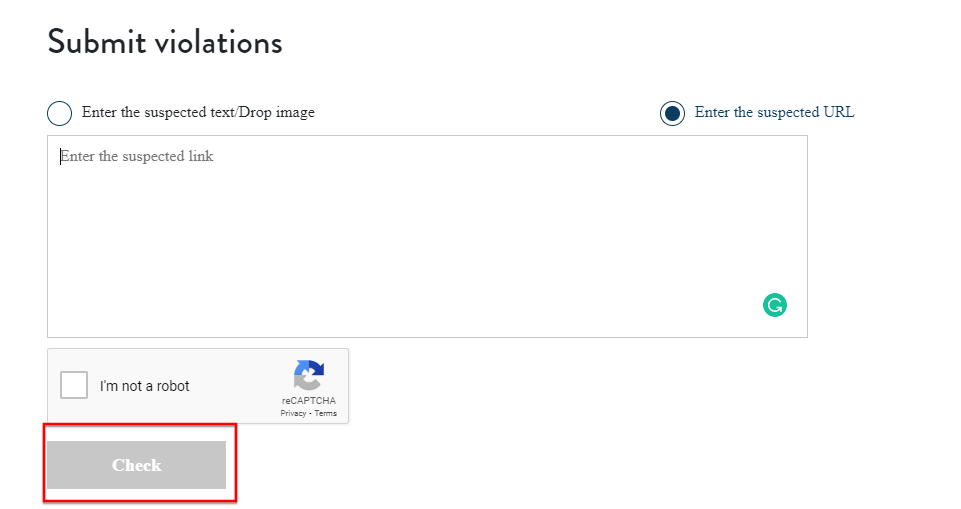 Submit violations
Enter the suspected text/Drop image
Enter the suspected URL
Enter the suspected link
I'm not a robot
reCAPTCHA
Privacy - Terms
Check